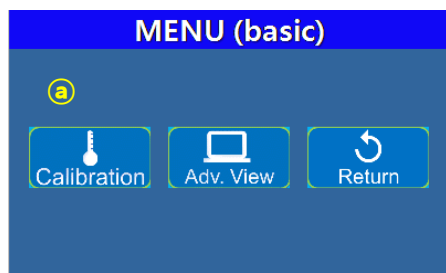 MENU (basic)
ⓐ
Calibration
Adv. View
Return